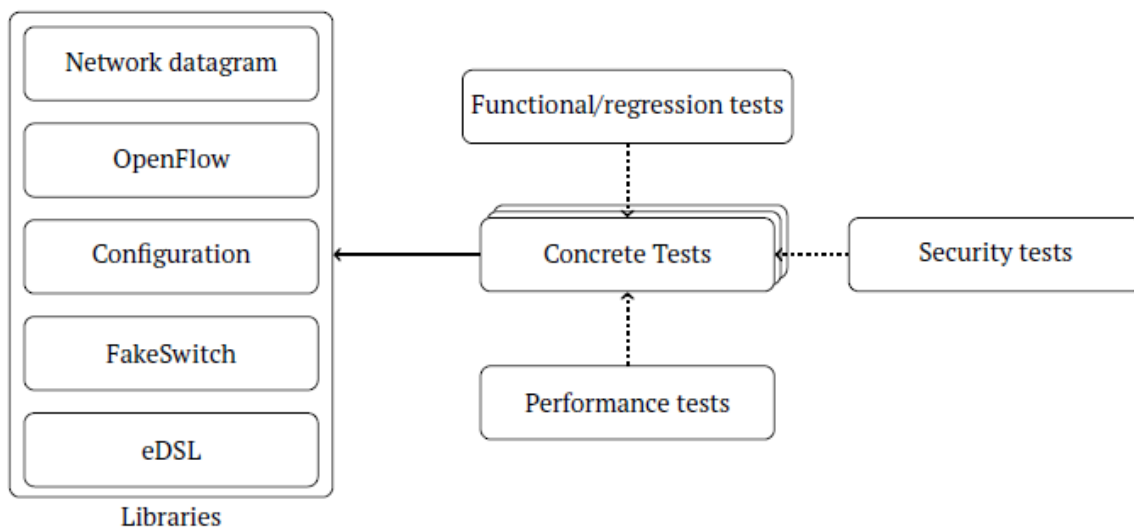 Network datagram
OpenFlow
Configuration
FakeSwitch
eDSL
Libraries
Functional/regression tests
Concrete Tests
Security tests
Performance tests